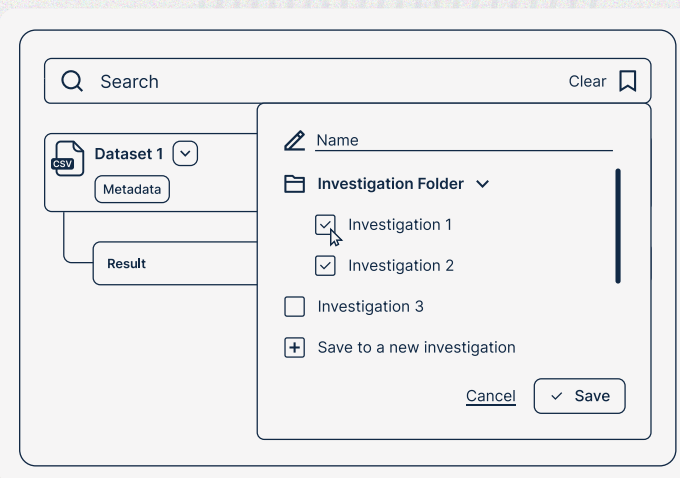 Search
Clear
Name
CSV
Dataset 1
Metadata
Investigation Folder
Investigation 1
Result
Investigation 2
Investigation 3
Save to a new investigation
Cancel
Save